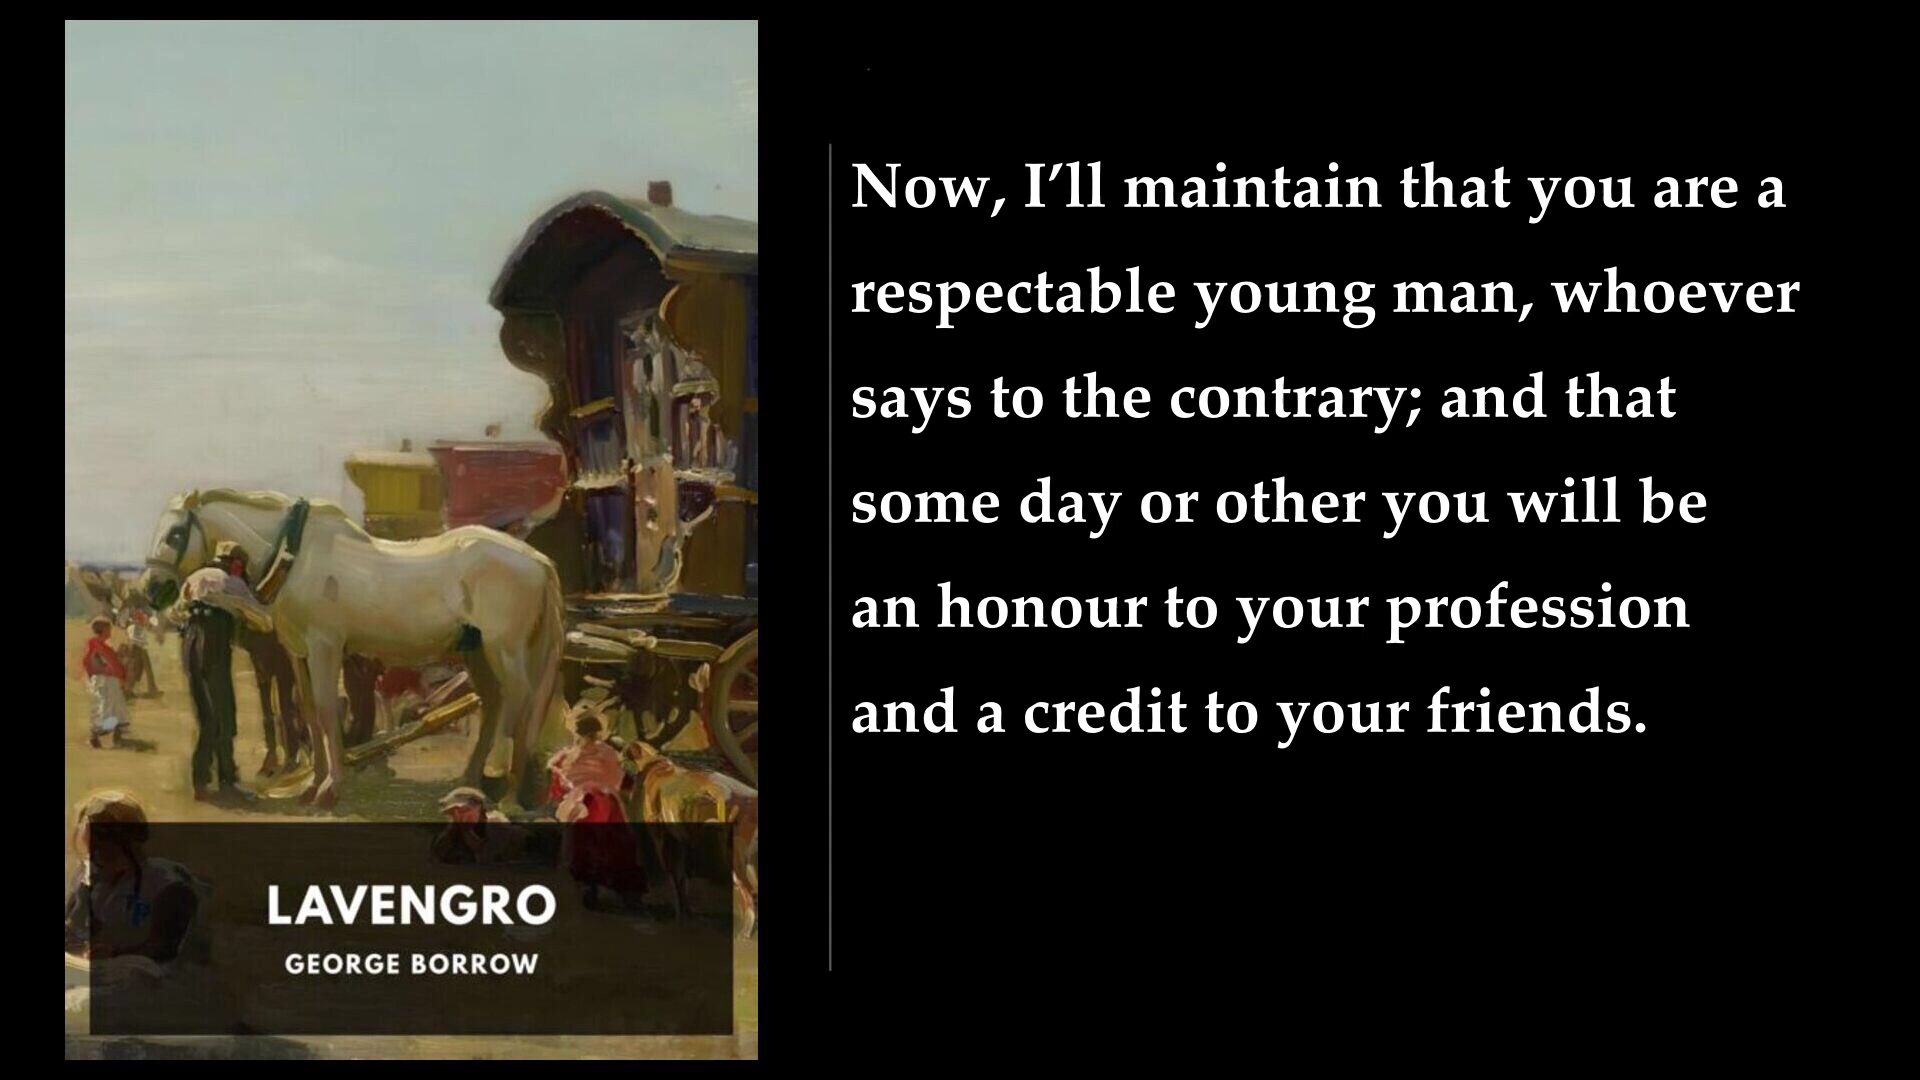 Now, I’ll maintain that you are a
respectable young man, whoever
says to the contrary; and that
some day or other you will be
an honour to your profession
and a credit to your friends.
LAVENGRO
GEORGE BORROW